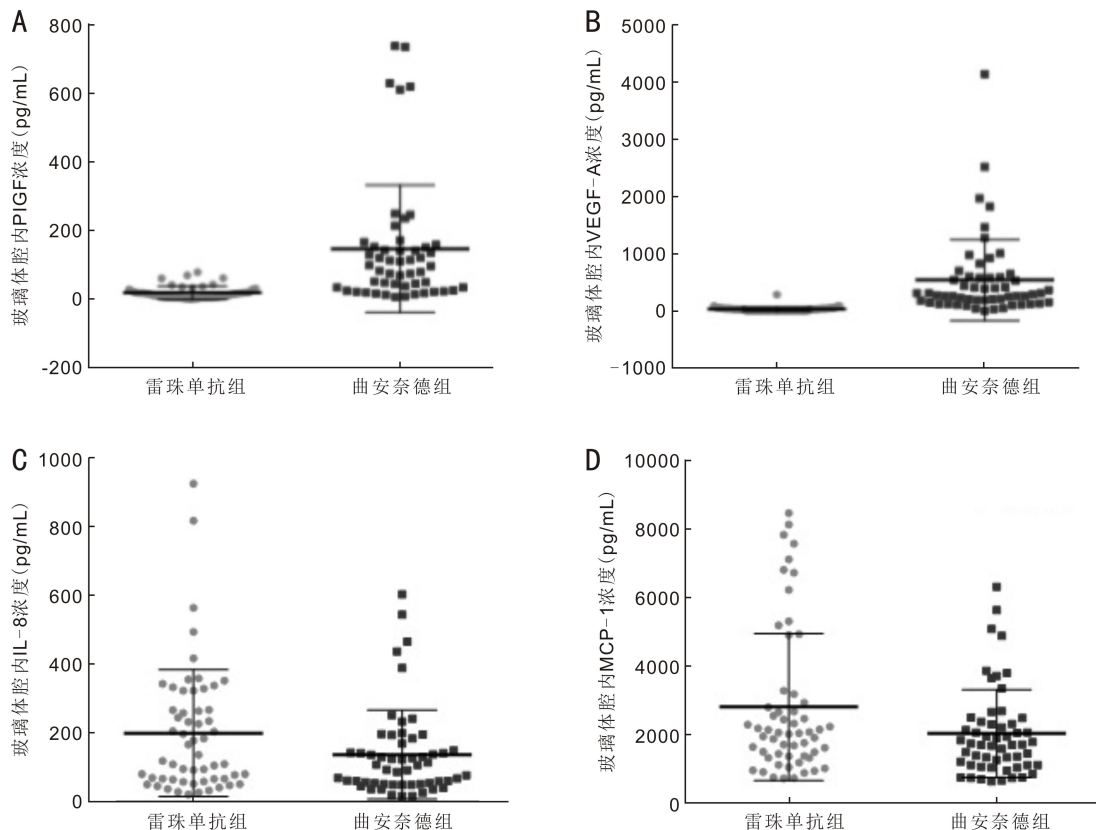 A
玻璃体腔内PIGF浓度(pg/mL)
800
600
400
200
0
-200
雷珠单抗组
曲安奈德组
B
玻璃体腔内VEGF-A浓度(pg/mL)
5000
4000
3000
2000
1000
0
-1000
雷珠单抗组
曲安奈德组
C
玻璃体腔内IL-8浓度(pg/mL)
1000
800
600
400
200
0
雷珠单抗组
曲安奈德组
D
玻璃体腔内MCP-1浓度(pg/mL)
10000
8000
6000
4000
2000
0
雷珠单抗组
曲安奈德组